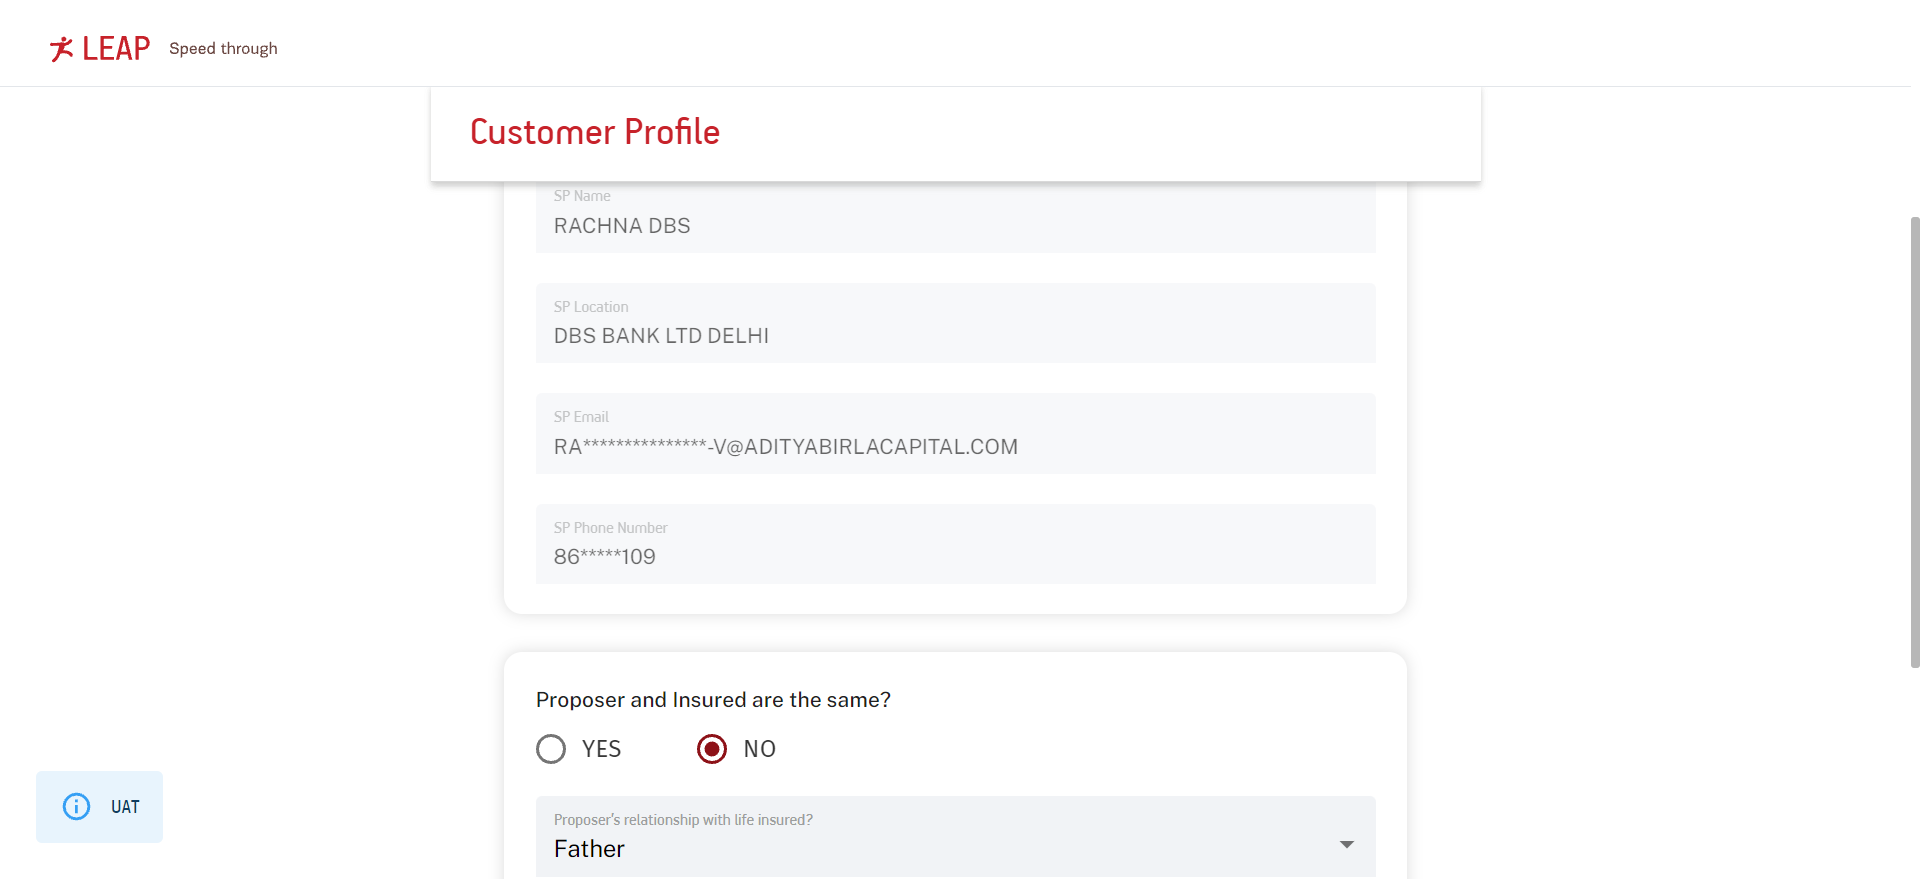 LEAP Speed through
Customer Profile
SP Name
RACHNA DBS
SP Location
DBS BANK LTD DELHI
SP Email
RA***************-V@ADITYABIRLACAPITAL.COM
SP Phone Number
86*****109
Proposer and Insured are the same?
YES NO
UAT
Proposer's relationship with life insured?
Father